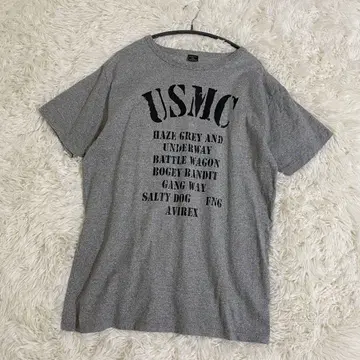 USMC
HAZE GREY AND
UNDERWAY
BATTLE WAGON
BOGEY BANDIT
GANG WAY
SALTY DOG FNG
AVIREX